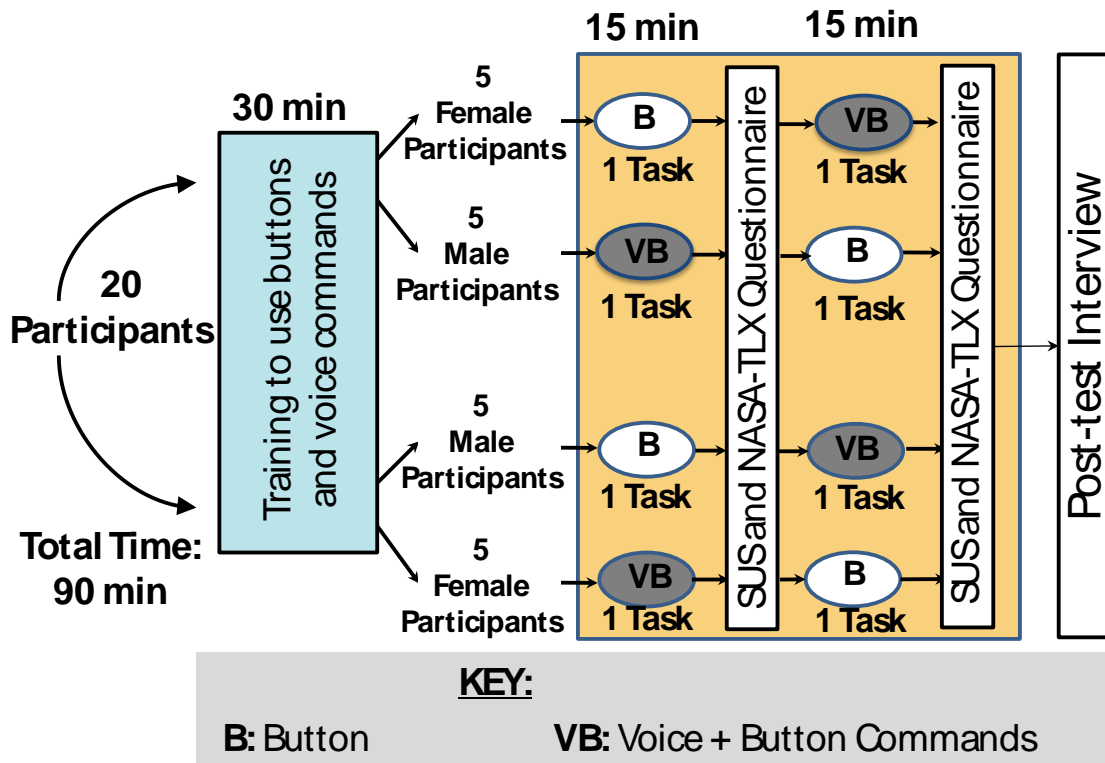 15 min
15 min
30 min
20
Participants
Total Time:
90 min
Training to use buttons
and voice commands
5
Female
Participants
B
1 Task
VB
1 Task
5
Male
Participants
VB
1 Task
B
1 Task
5
Male
Participants
B
1 Task
VB
1 Task
5
Female
Participants
VB
1 Task
B
1 Task
SUSand NASA-TLX Questionnaire
SUSand NASA-TLX Questionnaire
Post-test Interview
KEY:
B: Button
VB: Voice + Button Commands